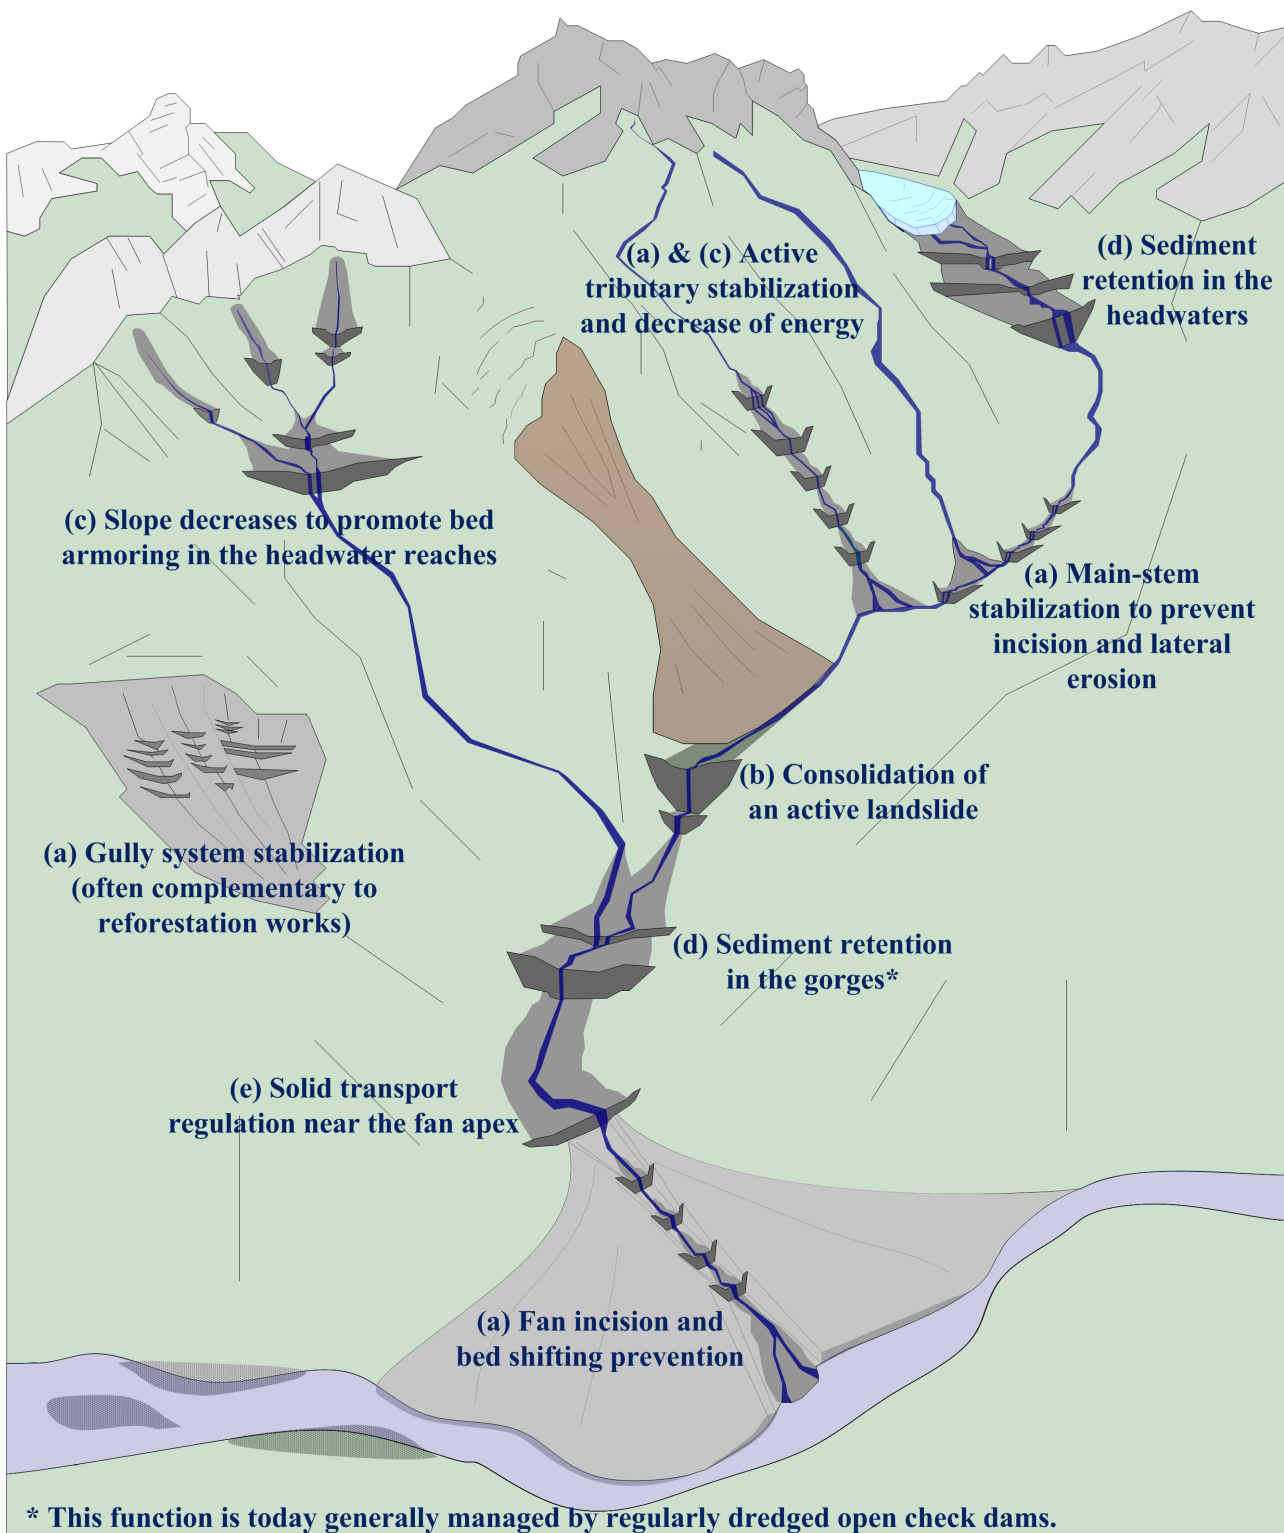 (a) & (c) Active
tributary stabilization
and decrease of energy
(d) Sediment
retention in the
headwaters
(c) Slope decreases to promote bed
armoring in the headwater reaches
(a) Main-stem
stabilization to prevent
incision and lateral
erosion
(b) Consolidation of
an active landslide
(a) Gully system stabilization
(often complementary to
reforestation works)
(d) Sediment retention
in the gorges*
(e) Solid transport
regulation near the fan apex
(a) Fan incision and
bed shifting prevention
* This function is today generally managed by regularly dredged open check dams.